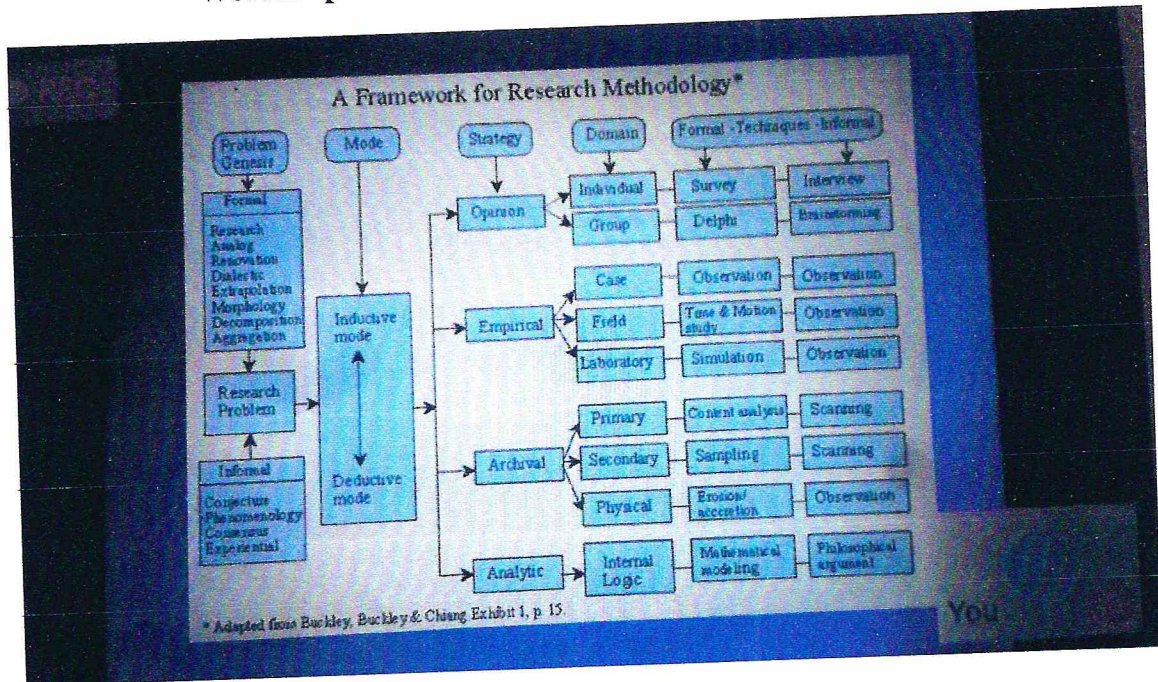 A Framework for Research Methodology*
Problem
Genesis
Mode
Strategy
Domain
Formal - Techniques - Informal
Formal
Research
Analog
Renovation
Dialectic
Extrapolation
Morphology
Decomposition
Aggregation
Research
Problem
Informal
Conjecture
Phenomenology
Consensus
Experiential
Inductive
mode
Deductive
mode
Opinion
Individual
Survey
Interview
Group
Delphi
Brainstorming
Empirical
Case
Observation
Observation
Field
Time & Motion
study
Observation
Laboratory
Simulation
Observation
Archival
Primary
Content analysis
Scanning
Secondary
Sampling
Scanning
Physical
Erosion/
accretion
Observation
Analytic
Internal
Logic
Mathematical
modeling
Philosophical
argument
* Adapted from Buckley, Buckley & Chiang Exhibit 1, p. 15.
You